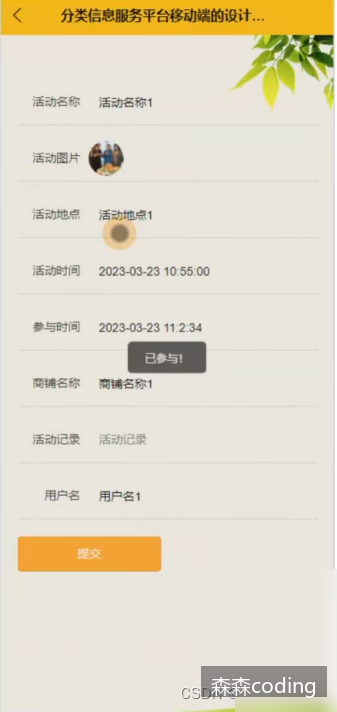 分类信息服务平台移动端的设计...
活动名称 活动名称1
活动图片
活动地点 活动地点1
活动时间 2023-03-23 10:55:00
参与时间 2023-03-23 11:2:34
已参与!
商铺名称 商铺名称1
活动记录 活动记录
用户名 用户名1
提交
CSDN
森森coding